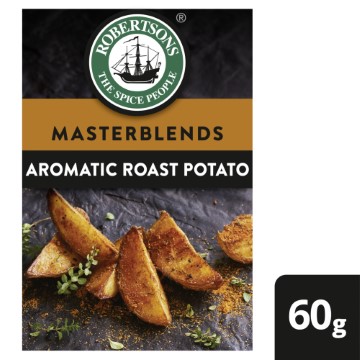 ROBERTSONS
®
THE SPICE PEOPLE
MASTERBLENDS
AROMATIC ROAST POTATO
60g